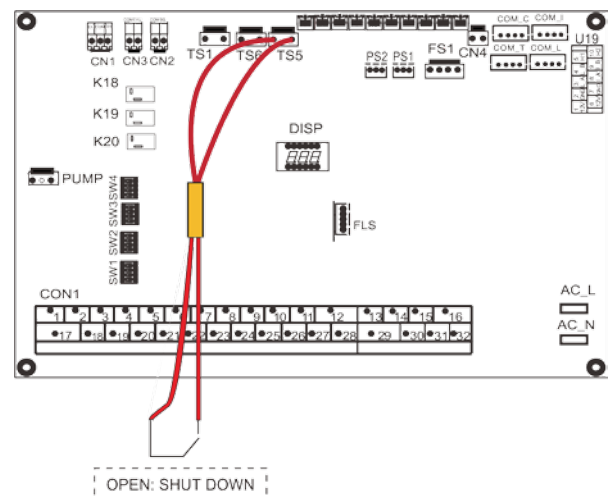 COM_C COM_I
U19
CN1 CN3 CN2 TS1 TS6 TS5 PS2 PS1 FS1 CN4 COM_T COM_L
K18
K19
K20
DISP
PUMP
SW4
SW3
SW2
SW1
FLS
CON1
AC_L
1 2 3 4 5 7 8 9 10 11 12 13 14 15 16
AC_N
17 18 19 20 21 22 23 24 25 26 27 28 29 30 31 32
OPEN: SHUT DOWN